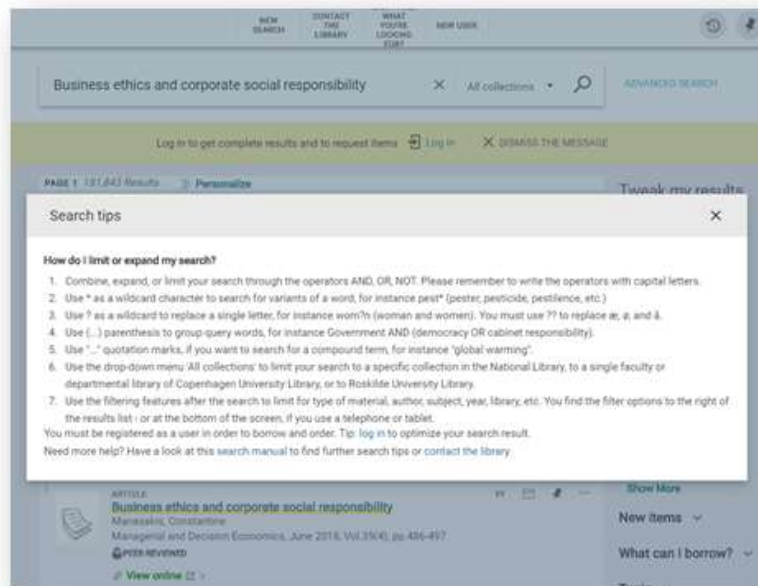 NEW SEARCH
CONTACT THE LIBRARY
WHAT YOU'RE LOOKING FOR?
NEW USER
Business ethics and corporate social responsibility
All collections
ADVANCED SEARCH
Log in to get complete results and to request items
Log in
DISMISS THE MESSAGE
PAGE 1 181,843 Results
Personalize
Tweak my results
Search tips
How do I limit or expand my search?
1. Combine, expand, or limit your search through the operators AND, OR, NOT. Please remember to write the operators with capital letters.
2. Use * as a wildcard character to search for variants of a word, for instance pest* (pester, pesticide, pestilence, etc.)
3. Use ? as a wildcard to replace a single letter, for instance wom?n (woman and women). You must use ?? to replace æ, ø, and å.
4. Use (...) parenthesis to group query words, for instance Government AND (democracy OR cabinet responsibility).
5. Use "..." quotation marks, if you want to search for a compound term, for instance "global warming".
6. Use the drop-down menu 'All collections' to limit your search to a specific collection in the National Library, to a single faculty or
departmental library of Copenhagen University Library, or to Roskilde University Library.
7. Use the filtering features after the search to limit for type of material, author, subject, year, library, etc. You find the filter options to the right of
the results list - or at the bottom of the screen, if you use a telephone or tablet.
You must be registered as a user in order to borrow and order. Tip: log in to optimize your search result.
Need more help? Have a look at this search manual to find further search tips or contact the library
ARTICLE
Business ethics and corporate social responsibility
Manasakis, Constantine
Managerial and Decision Economics, June 2018, Vol.39(4), pp.486-497
PEER REVIEWED
View online
Show More
New items
What can I borrow?